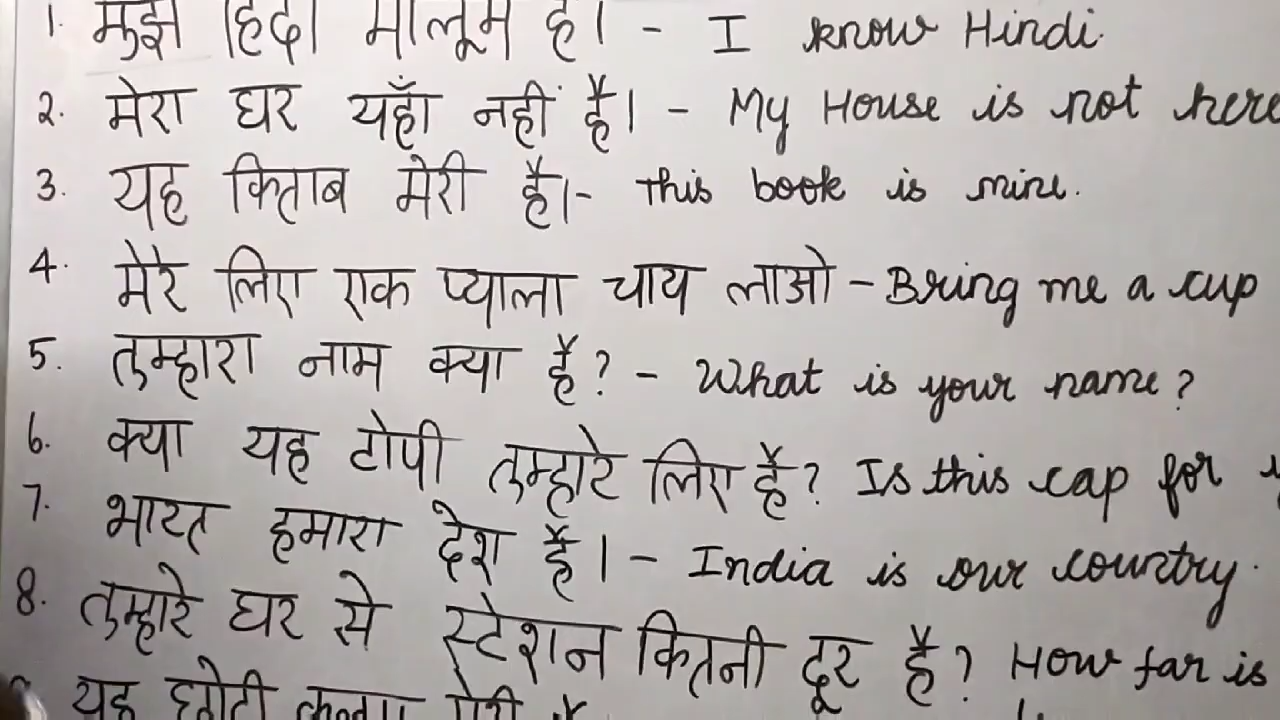 1. मुझे हिंदी मालूम है। - I know Hindi.
2. मेरा घर यहाँ नहीं है। - My House is not here
3. यह किताब मेरी है।- This book is mine.
4. मेरे लिए एक प्याला चाय लाओ - Bring me a cup
5. तुम्हारा नाम क्या है? - What is your name?
6. क्या यह टोपी तुम्हारे लिए है? Is this cap for
7. भारत हमारा देश है। - India is our country.
8. तुम्हारे घर से स्टेशन कितनी दूर है? How far is
यह छोटी कलम मेरी है